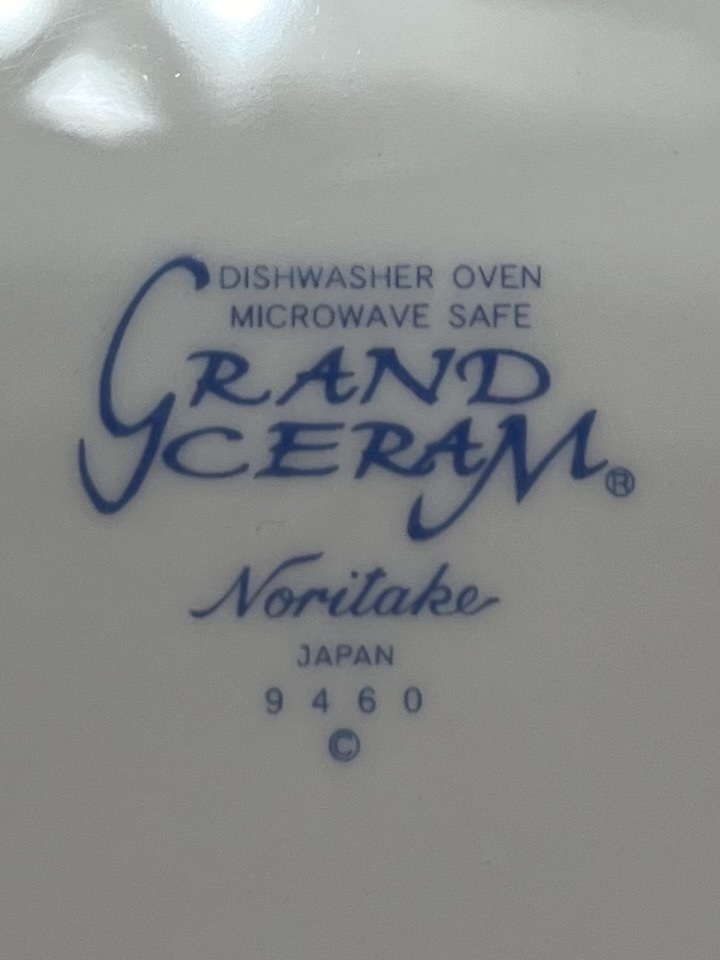 DISHWASHER OVEN
MICROWAVE SAFE
GRAND
CERAM®
Noritake
JAPAN
9460
©